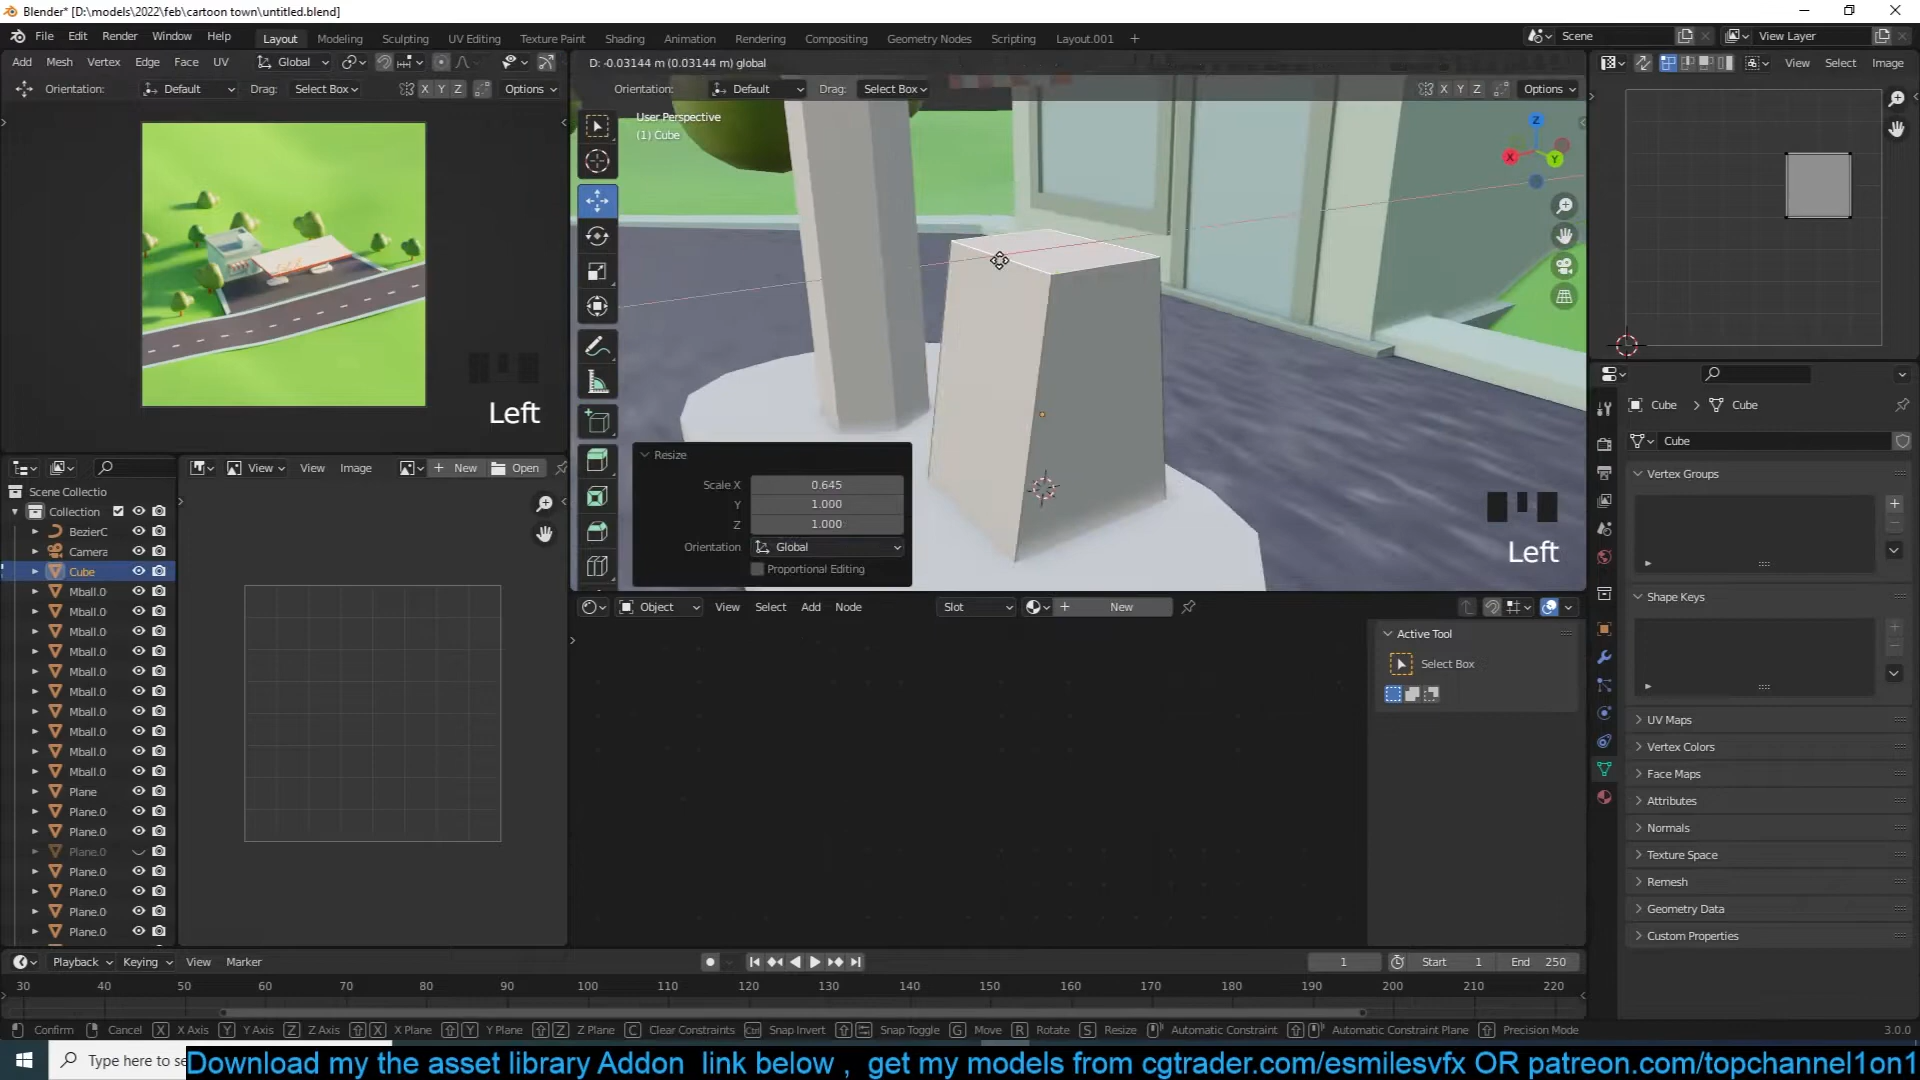 Blender* [D:\models\2022\feb\cartoon town\untitled.blend]
File Edit Render Window Help Layout Modeling Sculpting UV Editing Texture Paint Shading Animation Rendering Compositing Geometry Nodes Scripting Layout.001 + Scene View Layer
Add Mesh Vertex Edge Face UV Global D: -0.03144 m (0.03144 m) global View Select Image
Orientation: Default Drag: Select Box X Y Z Options Orientation: Default Drag: Select Box X Y Z Options
User Perspective
(1) Cube
Z
X Y
Left
Cube > Cube
Cube
Resize
Scale X 0.645
Y 1.000
Z 1.000
Orientation Global
Proportional Editing
Left
View View Image New Open
Scene Collectio
Collection
BezierC
Camera
Cube
Mball.0
Mball.0
Mball.0
Mball.0
Mball.0
Mball.0
Mball.0
Mball.0
Mball.0
Mball.0
Plane
Plane.0
Plane.0
Plane.0
Plane.0
Plane.0
Plane.0
Plane.0
Object View Select Add Node Slot New
Active Tool
Select Box
Vertex Groups
Shape Keys
UV Maps
Vertex Colors
Face Maps
Attributes
Normals
Texture Space
Remesh
Geometry Data
Custom Properties
Playback Keying View Marker 1 Start 1 End 250
30 40 50 60 70 80 90 100 110 120 130 140 150 160 170 180 190 200 210 220
Confirm Cancel X X Axis Y Y Axis Z Z Axis X X Plane Y Y Plane Z Z Plane C Clear Constraints Ctrl Snap Invert Snap Toggle G Move R Rotate S Resize Automatic Constraint Automatic Constraint Plane Precision Mode 3.0.0
Type here to se
Download my the asset library Addon link below , get my models from cgtrader.com/esmilesvfx OR patreon.com/topchannel1on1